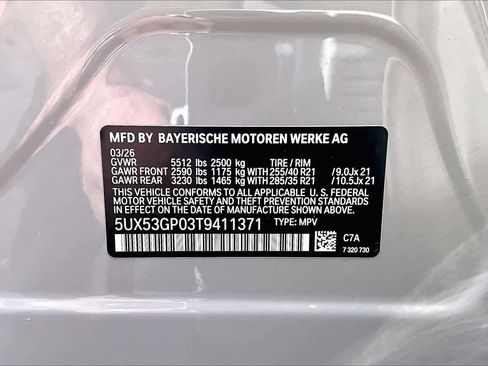 MFD BY BAYERISCHE MOTOREN WERKE AG
03/26
GVWR 5512 lbs 2500 kg TIRE / RIM
GAWR FRONT 2590 lbs 1175 kg WITH 255/40 R21 / 9.0Jx 21
GAWR REAR 3230 lbs 1465 kg WITH 285/35 R21 / 10.5Jx 21
THIS VEHICLE CONFORMS TO ALL APPLICABLE U. S. FEDERAL
MOTOR VEHICLE SAFETY AND THEFT PREVENTION STANDARDS IN
EFFECT ON THE DATE OF MANUFACTURE SHOWN ABOVE.
5UX53GP03T9411371 TYPE: MPV
C7A
7 320 730